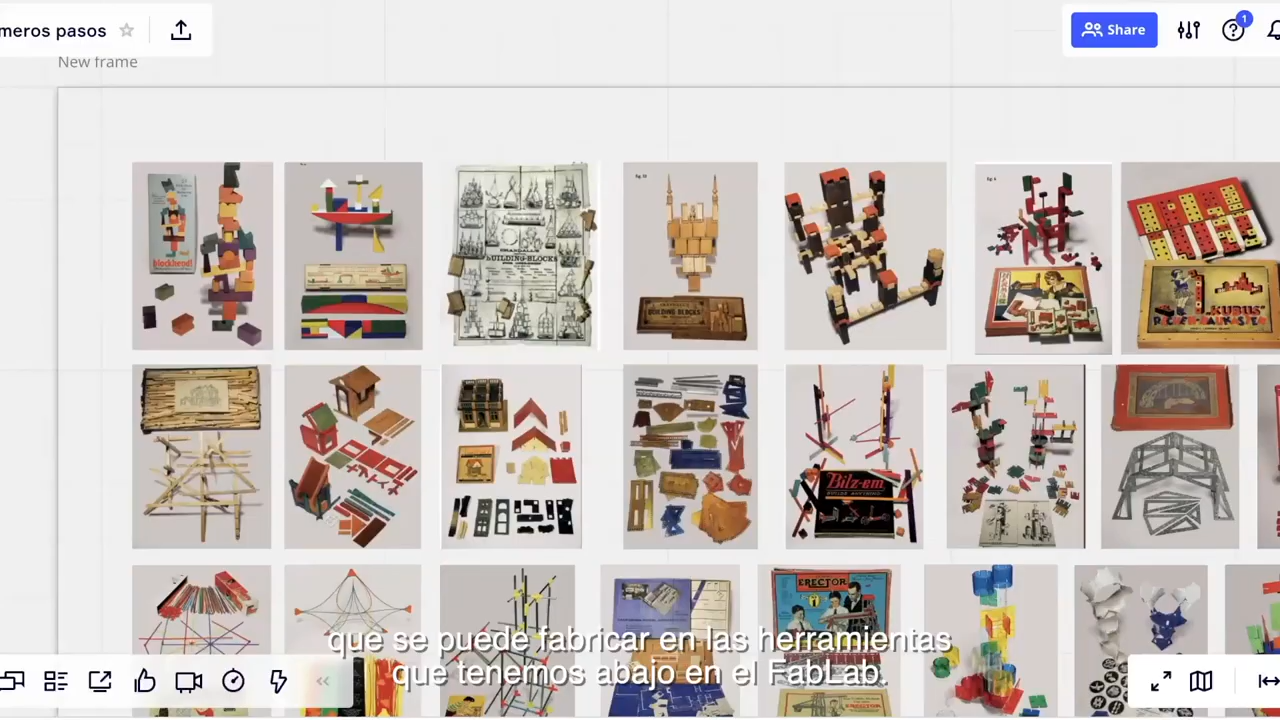 meros pasos
Share
1
New frame
blockhead!
BUILDING-BLOCKS
BUILDING BLOCKS
KUBUS
Bilz-em
ERECTOR
que se puede fabricar en las herramientas
que tenemos abajo en el FabLab.